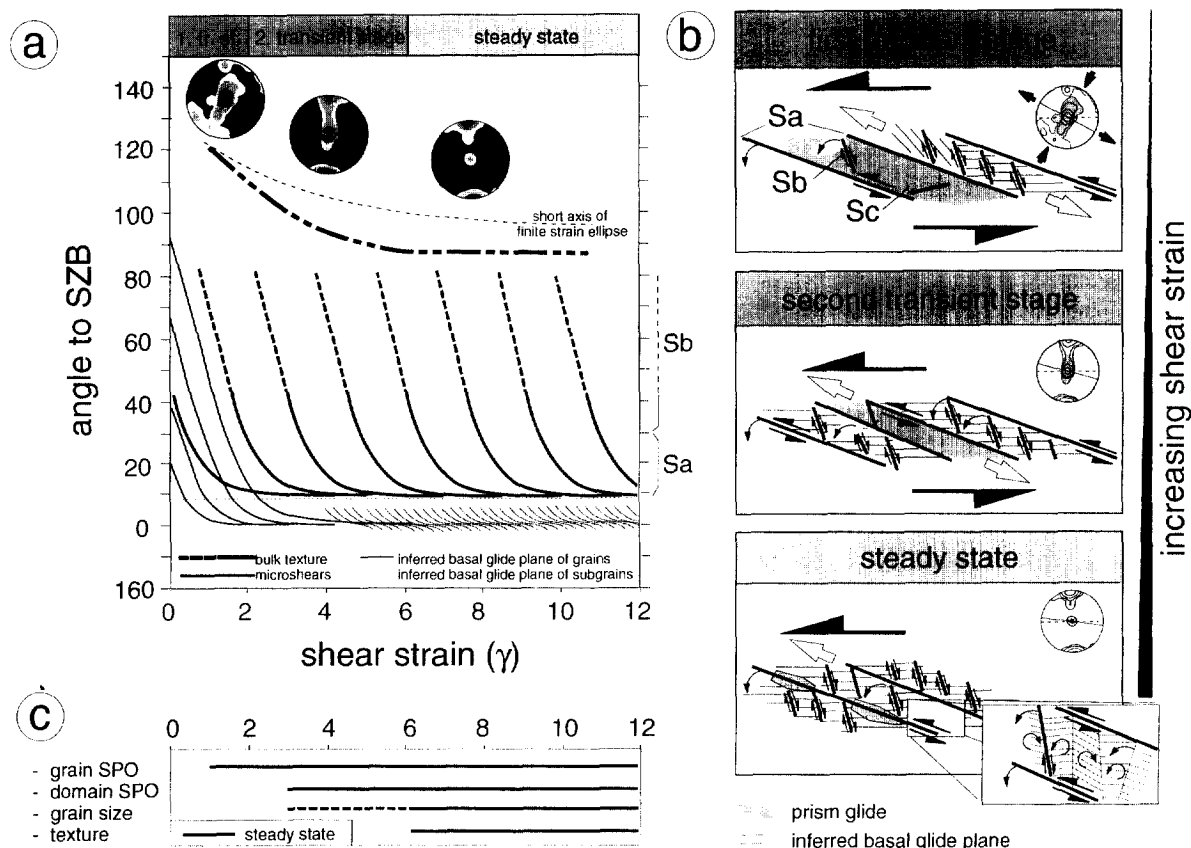 a
2. transient stage
steady state
140
120
100
80
60
40
20
0
160
angle to SZB
short axis of
finite strain ellipse
Sb
Sa
bulk texture
microshears
inferred basal glide plane of grains
inferred basal glide plane of subgrains
0 2 4 6 8 10 12
shear strain (γ)
b
Sa
Sb
Sc
second transient stage
steady state
increasing shear strain
prism glide
inferred basal glide plane
c
0 2 4 6 8 10 12
- grain SPO
- domain SPO
- grain size
- texture
steady state